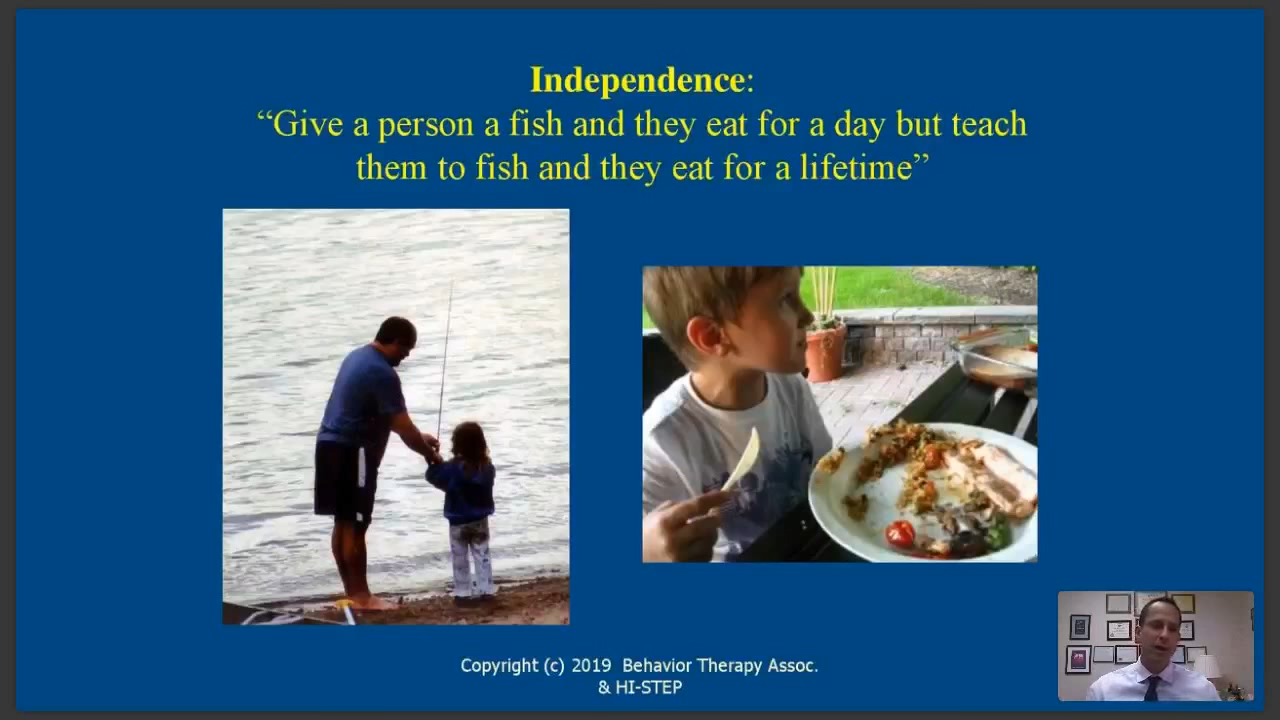 Independence:
“Give a person a fish and they eat for a day but teach
them to fish and they eat for a lifetime”
Copyright (c) 2019 Behavior Therapy Assoc.
& HI-STEP